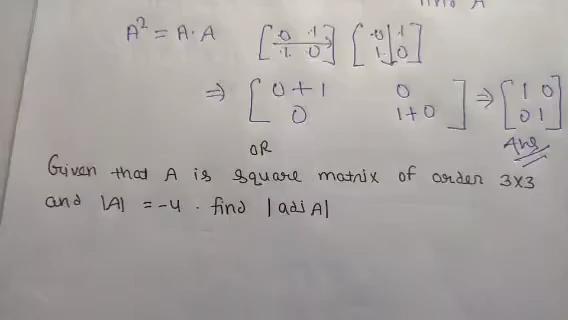 find A
A² = A · A [0 1 1 0] [0 1 1 0]
⇒ [0+1 0 0 1+0] ⇒ [1 0 0 1]
OR Ans
Given that A is square matrix of order 3×3
and |A| = -4 . find |adj A|